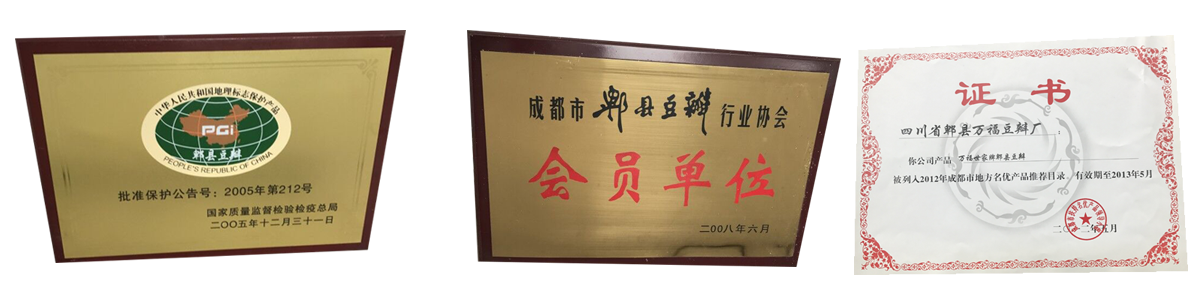 中华人民共和国地理标志保护产品
PGi
郫县豆瓣
PEOPLE'S REPUBLIC OF CHINA
批准保护公告号：2005年第212号
国家质量监督检验检疫总局
二〇〇五年十二月三十一日
成都市郫县豆瓣行业协会
会员单位
二00八年六月
证书
四川省郫县万福豆瓣厂：
你公司产品 万福世家牌郫县豆瓣
被列入2012年成都市地方名优产品推荐目录，有效期至2013年5月